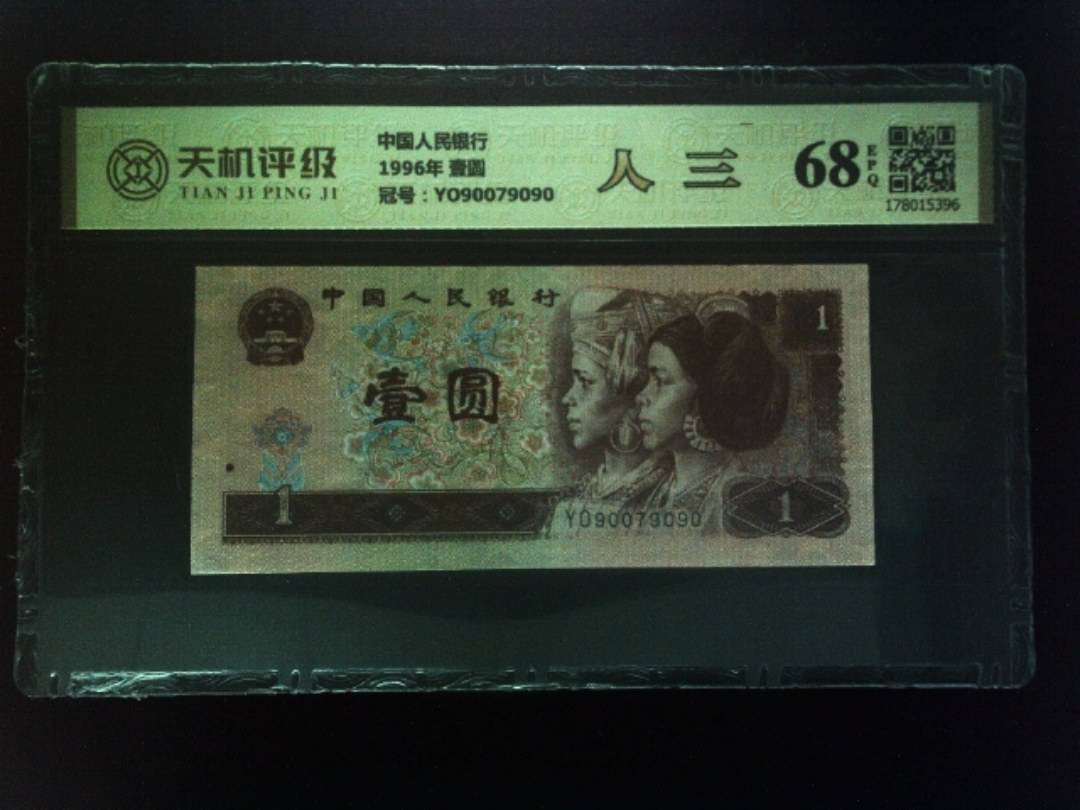 天机评级
TIAN JI PING JI
中国人民银行
1996年 壹圆
冠号：YO90079090
人 三
68
EPQ
178015396
中国人民银行
1
壹圆
1
YO90079090
1